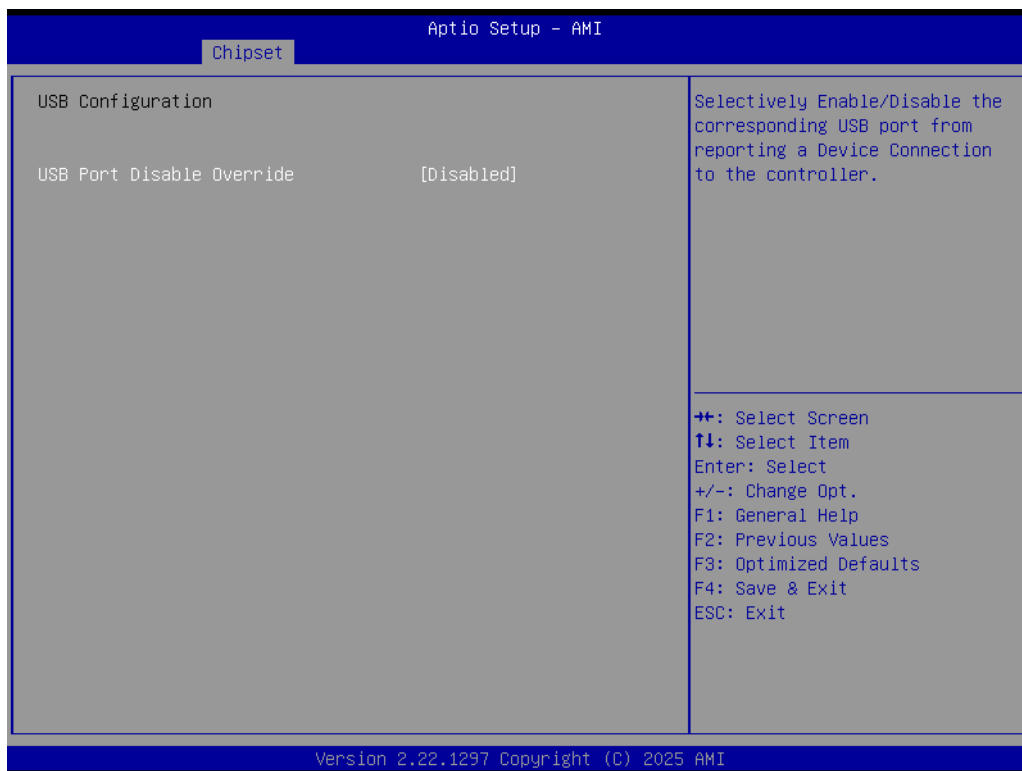 Aptio Setup – AMI
Chipset
USB Configuration
USB Port Disable Override [Disabled]
Selectively Enable/Disable the
corresponding USB port from
reporting a Device Connection
to the controller.
→←: Select Screen
↑↓: Select Item
Enter: Select
+/-: Change Opt.
F1: General Help
F2: Previous Values
F3: Optimized Defaults
F4: Save & Exit
ESC: Exit
Version 2.22.1297 Copyright (C) 2025 AMI